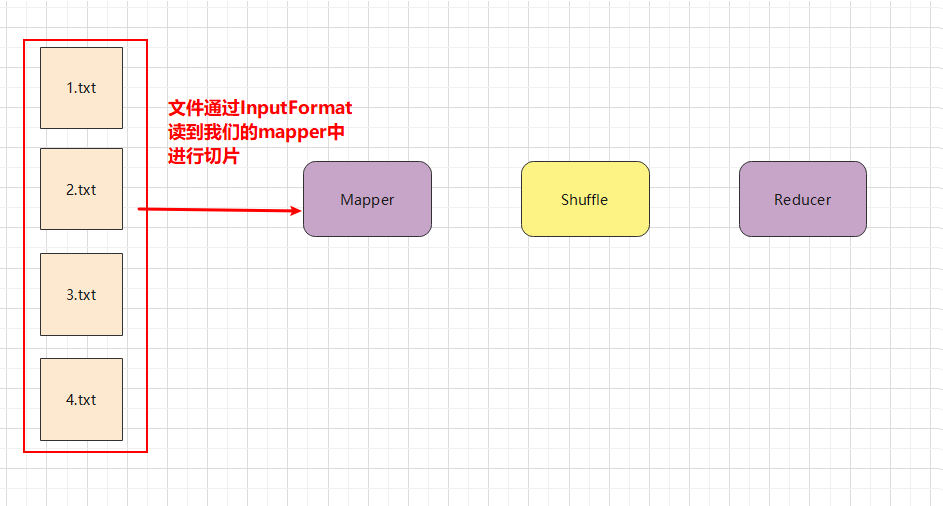 1.txt
文件通过InputFormat
读到我们的mapper中
进行切片
2.txt
Mapper
Shuffle
Reducer
3.txt
4.txt